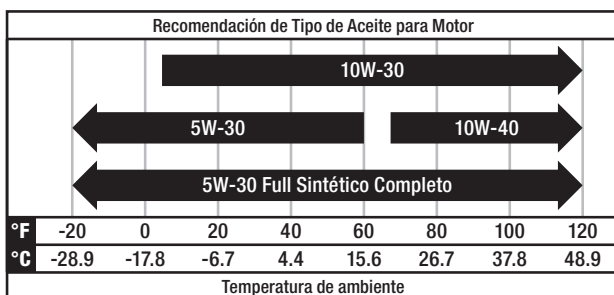 Recomendación de Tipo de Aceite para Motor
10W-30
5W-30 10W-40
5W-30 Full Sintético Completo
°F -20 0 20 40 60 80 100 120
°C -28.9 -17.8 -6.7 4.4 15.6 26.7 37.8 48.9
Temperatura de ambiente